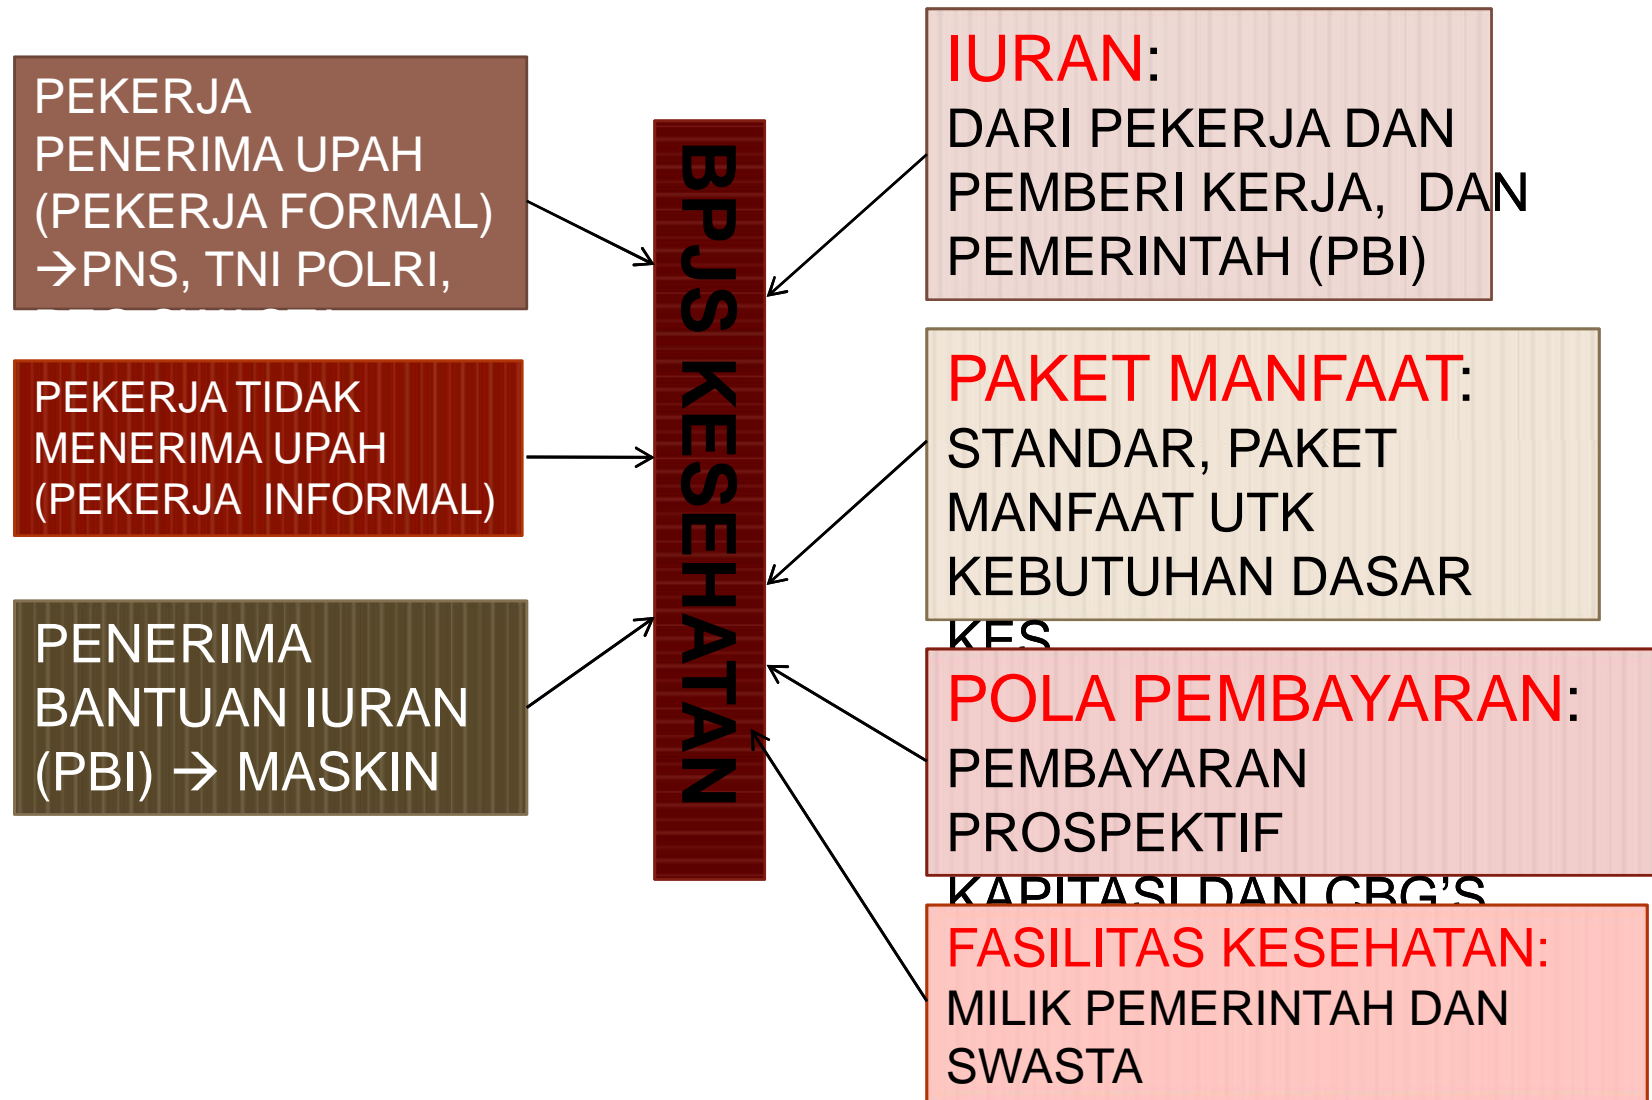 PEKERJA
PENERIMA UPAH
(PEKERJA FORMAL)
→PNS, TNI POLRI,
PEKERJA TIDAK
MENERIMA UPAH
(PEKERJA INFORMAL)
PENERIMA
BANTUAN IURAN
(PBI) → MASKIN
BPJS KESEHATAN
IURAN:
DARI PEKERJA DAN
PEMBERI KERJA, DAN
PEMERINTAH (PBI)
PAKET MANFAAT:
STANDAR, PAKET
MANFAAT UTK
KEBUTUHAN DASAR
KES
POLA PEMBAYARAN:
PEMBAYARAN
PROSPEKTIF
KAPITASI DAN CBG’S
FASILITAS KESEHATAN:
MILIK PEMERINTAH DAN
SWASTA